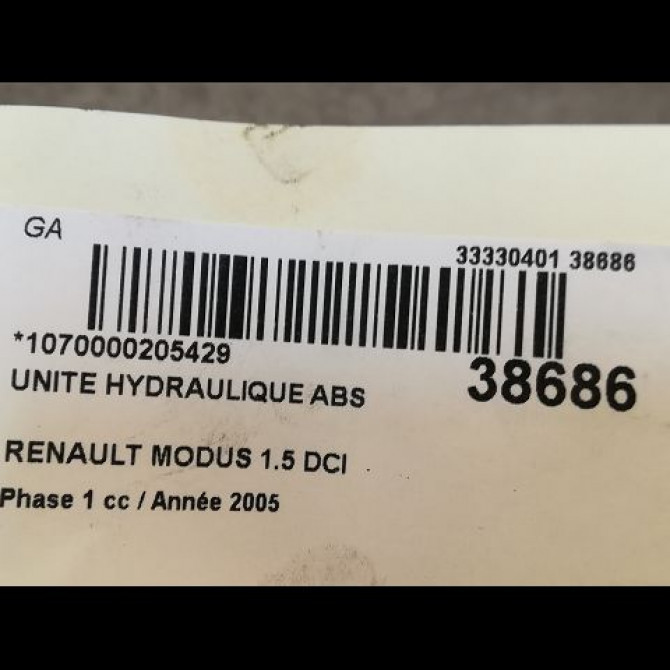 GA
33330401 38686
*1070000205429
38686
UNITE HYDRAULIQUE ABS
RENAULT MODUS 1.5 DCI
Phase 1 cc / Année 2005